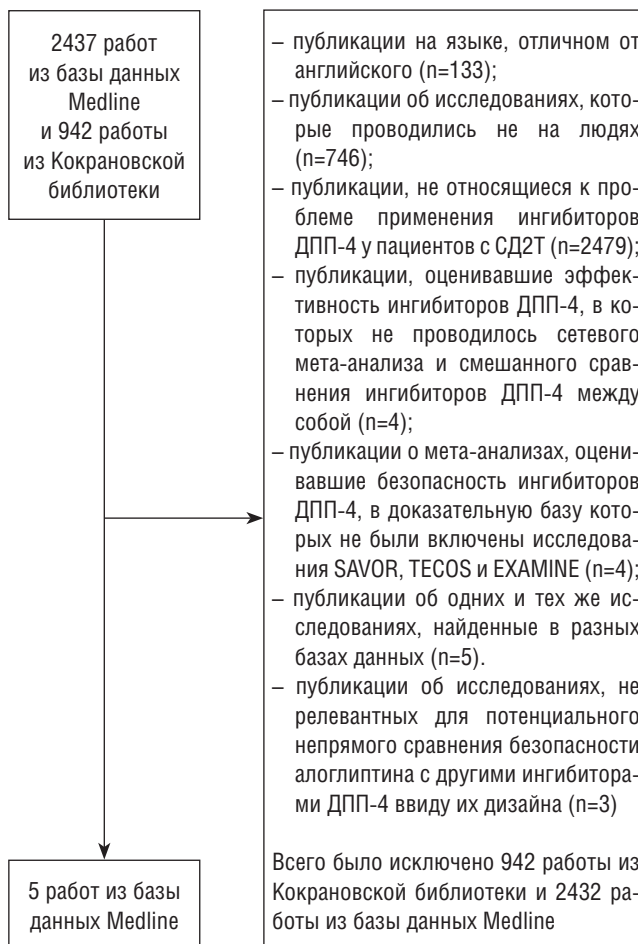 2437 работ
из базы данных
Medline
и 942 работы
из Кокрановской
библиотеки
– публикации на языке, отличном от
английского (n=133);
– публикации об исследованиях, кото-
рые проводились не на людях
(n=746);
– публикации, не относящиеся к про-
блеме применения ингибиторов
ДПП-4 у пациентов с СД2Т (n=2479);
– публикации, оценивавшие эффек-
тивность ингибиторов ДПП-4, в ко-
торых не проводилось сетевого
мета-анализа и смешанного срав-
нения ингибиторов ДПП-4 между
собой (n=4);
– публикации о мета-анализах, оцени-
вавшие безопасность ингибиторов
ДПП-4, в доказательную базу кото-
рых не были включены исследова-
ния SAVOR, TECOS и EXAMINE (n=4);
– публикации об одних и тех же ис-
следованиях, найденные в разных
базах данных (n=5).
– публикации об исследованиях, не
релевантных для потенциального
непрямого сравнения безопасности
алоглиптина с другими ингибитора-
ми ДПП-4 ввиду их дизайна (n=3)
Всего было исключено 942 работы из
Кокрановской библиотеки и 2432 ра-
боты из базы данных Medline
5 работ из базы
данных Medline